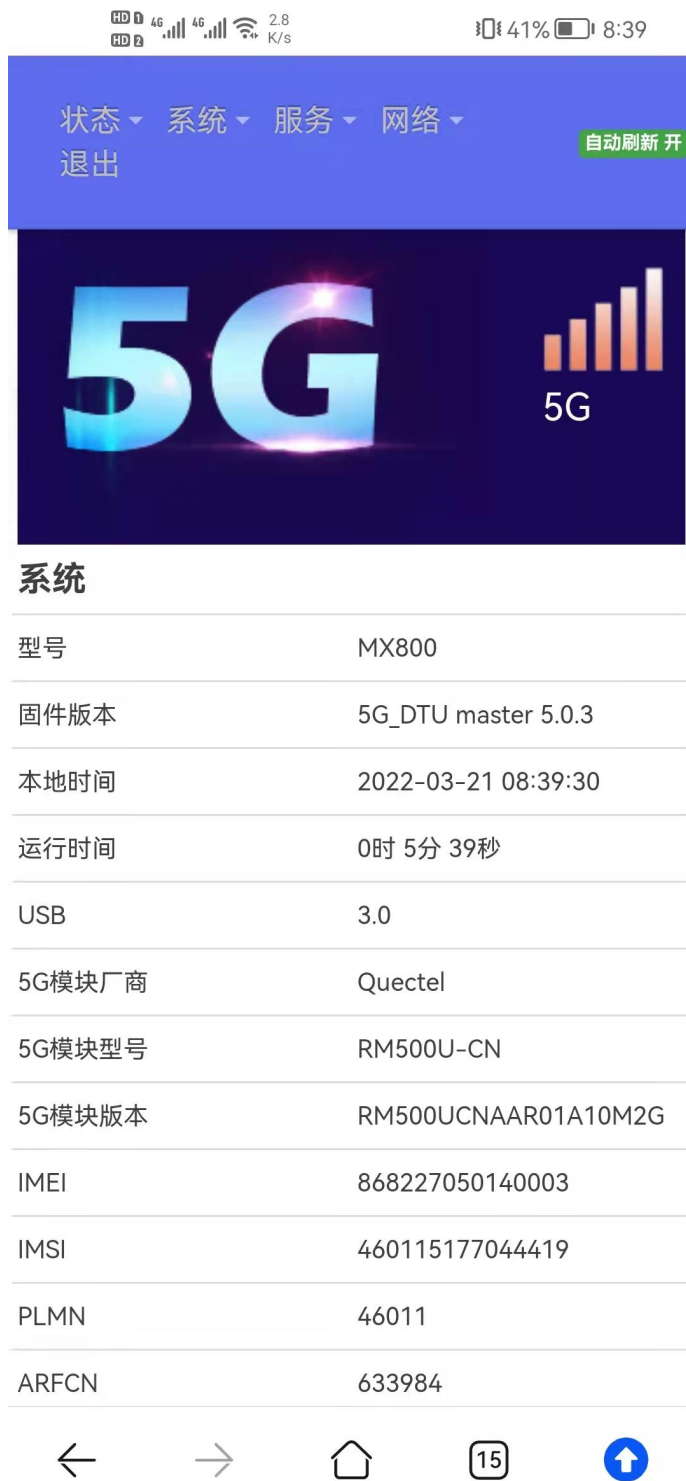 HD 1 4G 4G 2.8 41% 8:39
HD 2 K/s
状态 系统 服务 网络
自动刷新 开
退出
5G
5G
系统
型号 MX800
固件版本 5G_DTU master 5.0.3
本地时间 2022-03-21 08:39:30
运行时间 0时 5分 39秒
USB 3.0
5G模块厂商 Quectel
5G模块型号 RM500U-CN
5G模块版本 RM500UCNAAR01A10M2G
IMEI 868227050140003
IMSI 460115177044419
PLMN 46011
ARFCN 633984
15